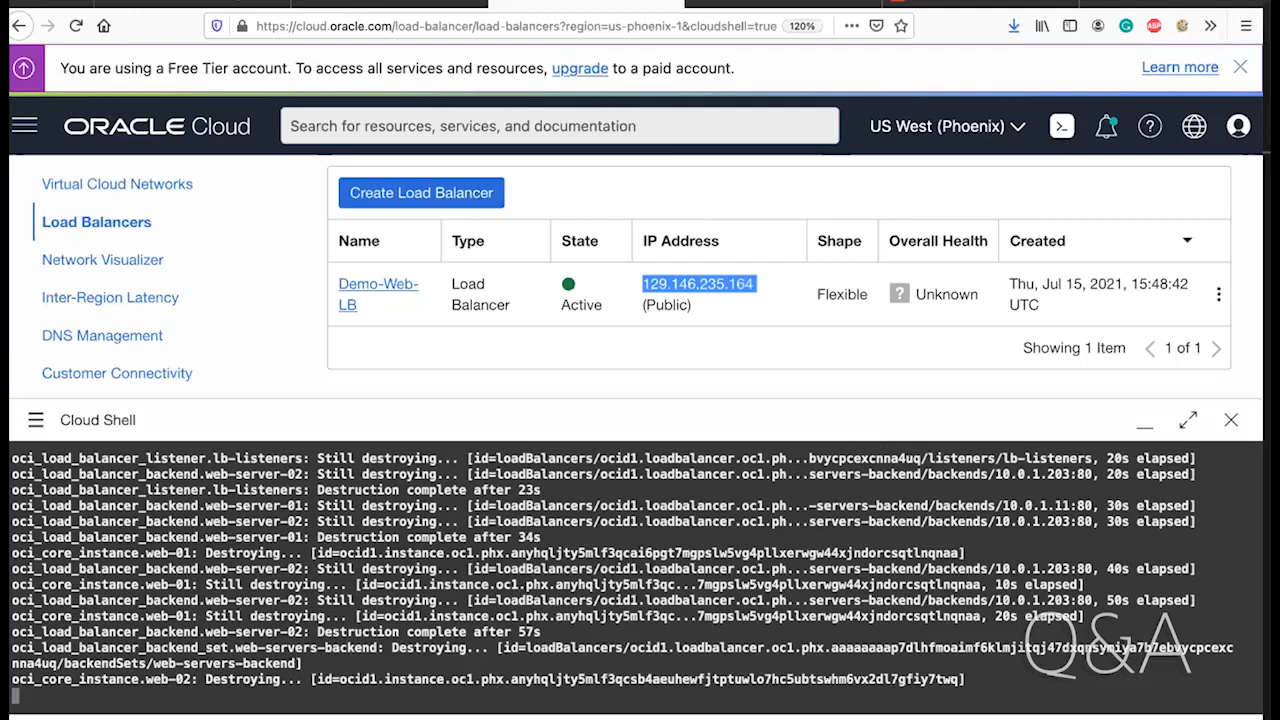 https://cloud.oracle.com/load-balancer/load-balancers?region=us-phoenix-1&cloudshell=true 120%
You are using a Free Tier account. To access all services and resources, upgrade to a paid account. Learn more
ORACLE Cloud Search for resources, services, and documentation US West (Phoenix)
Virtual Cloud Networks
Load Balancers
Network Visualizer
Inter-Region Latency
DNS Management
Customer Connectivity
Create Load Balancer
Name Type State IP Address Shape Overall Health Created
Demo-Web-LB Load Balancer Active 129.146.235.164 (Public) Flexible ? Unknown Thu, Jul 15, 2021, 15:48:42 UTC
Showing 1 Item < 1 of 1 >
Cloud Shell
oci_load_balancer_listener.lb-listeners: Still destroying... [id=loadBalancers/ocid1.loadbalancer.oc1.ph...bvycpcexcnna4uq/listeners/lb-listeners, 20s elapsed]
oci_load_balancer_backend.web-server-02: Still destroying... [id=loadBalancers/ocid1.loadbalancer.oc1.ph...servers-backend/backends/10.0.1.203:80, 20s elapsed]
oci_load_balancer_listener.lb-listeners: Destruction complete after 23s
oci_load_balancer_backend.web-server-01: Still destroying... [id=loadBalancers/ocid1.loadbalancer.oc1.ph...-servers-backend/backends/10.0.1.11:80, 30s elapsed]
oci_load_balancer_backend.web-server-02: Still destroying... [id=loadBalancers/ocid1.loadbalancer.oc1.ph...servers-backend/backends/10.0.1.203:80, 30s elapsed]
oci_load_balancer_backend.web-server-01: Destruction complete after 34s
oci_core_instance.web-01: Destroying... [id=ocid1.instance.oc1.phx.anyhqljty5mlf3qcai6pgt7mgpslw5vg4pllxerwgw44xjndorcsqtlnqnaa]
oci_load_balancer_backend.web-server-02: Still destroying... [id=loadBalancers/ocid1.loadbalancer.oc1.ph...servers-backend/backends/10.0.1.203:80, 40s elapsed]
oci_core_instance.web-01: Still destroying... [id=ocid1.instance.oc1.phx.anyhqljty5mlf3qc...7mgpslw5vg4pllxerwgw44xjndorcsqtlnqnaa, 10s elapsed]
oci_load_balancer_backend.web-server-02: Still destroying... [id=loadBalancers/ocid1.loadbalancer.oc1.ph...servers-backend/backends/10.0.1.203:80, 50s elapsed]
oci_core_instance.web-01: Still destroying... [id=ocid1.instance.oc1.phx.anyhqljty5mlf3qc...7mgpslw5vg4pllxerwgw44xjndorcsqtlnqnaa, 20s elapsed]
oci_load_balancer_backend.web-server-02: Destruction complete after 57s
oci_load_balancer_backend_set.web-servers-backend: Destroying... [id=loadBalancers/ocid1.loadbalancer.oc1.phx.aaaaaaaap7dlhfmoaimf6klmjitqj47dxqnsymiya7b7ebvycpcexc
nna4uq/backendSets/web-servers-backend]
oci_core_instance.web-02: Destroying... [id=ocid1.instance.oc1.phx.anyhqljty5mlf3qcsb4aeuhewfjtptuwlo7hc5ubtswhm6vx2dl7gfiy7twq]
Q&A